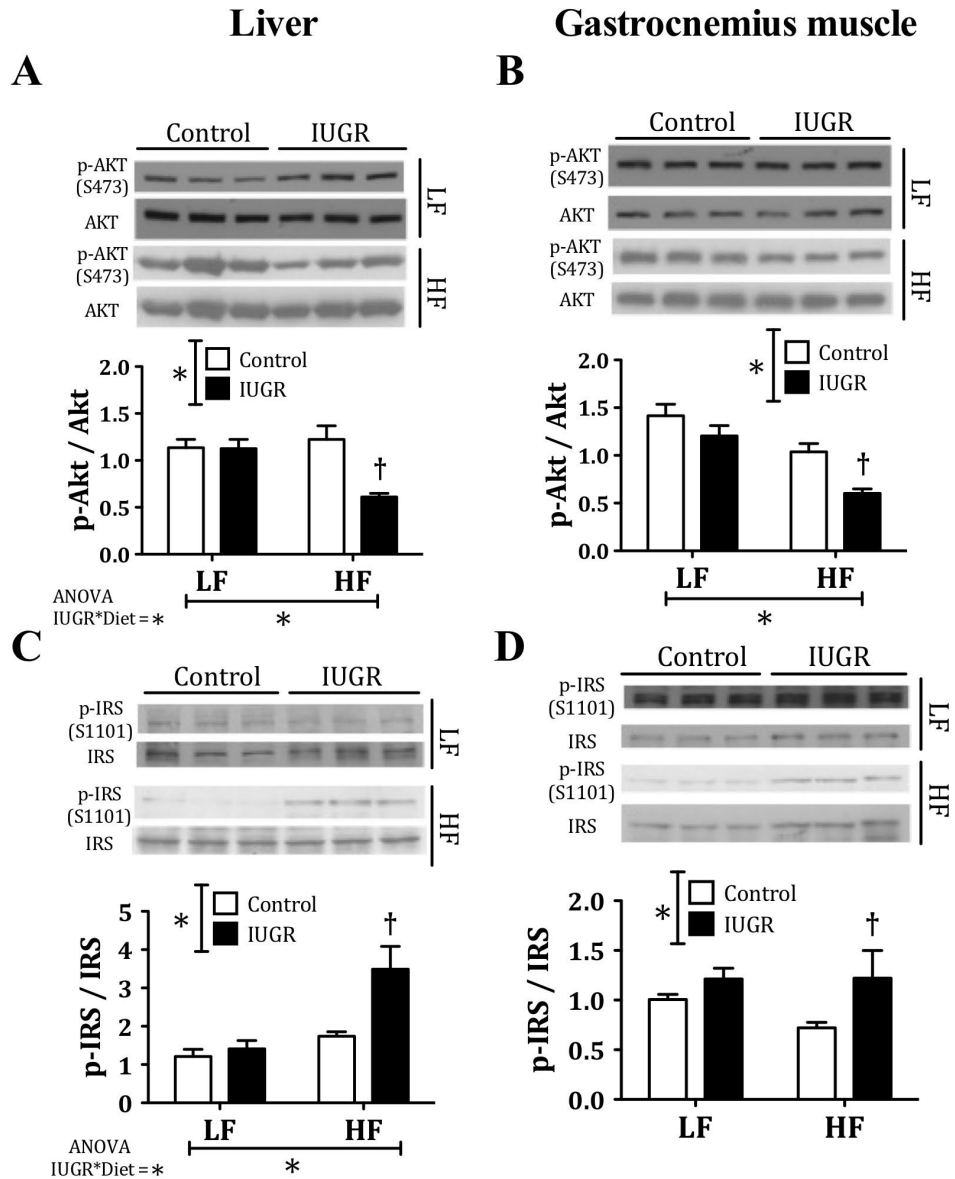 Liver
Gastrocnemius muscle
A
Control
IUGR
p-AKT
(S473)
AKT
LF
p-AKT
(S473)
AKT
HF
* Control
IUGR
p-Akt / Akt
2.0
1.5
1.0
0.5
0.0
†
LF
HF
ANOVA
IUGR*Diet = *
*
B
Control
IUGR
p-AKT
(S473)
AKT
LF
p-AKT
(S473)
AKT
HF
* Control
IUGR
p-Akt / Akt
2.0
1.5
1.0
0.5
0.0
†
LF
HF
*
C
Control
IUGR
p-IRS
(S1101)
IRS
LF
p-IRS
(S1101)
IRS
HF
* Control
IUGR
p-IRS / IRS
5
4
3
2
1
0
†
LF
HF
ANOVA
IUGR*Diet = *
*
D
Control
IUGR
p-IRS
(S1101)
IRS
LF
p-IRS
(S1101)
IRS
HF
* Control
IUGR
p-IRS / IRS
2.0
1.5
1.0
0.5
0.0
†
LF
HF